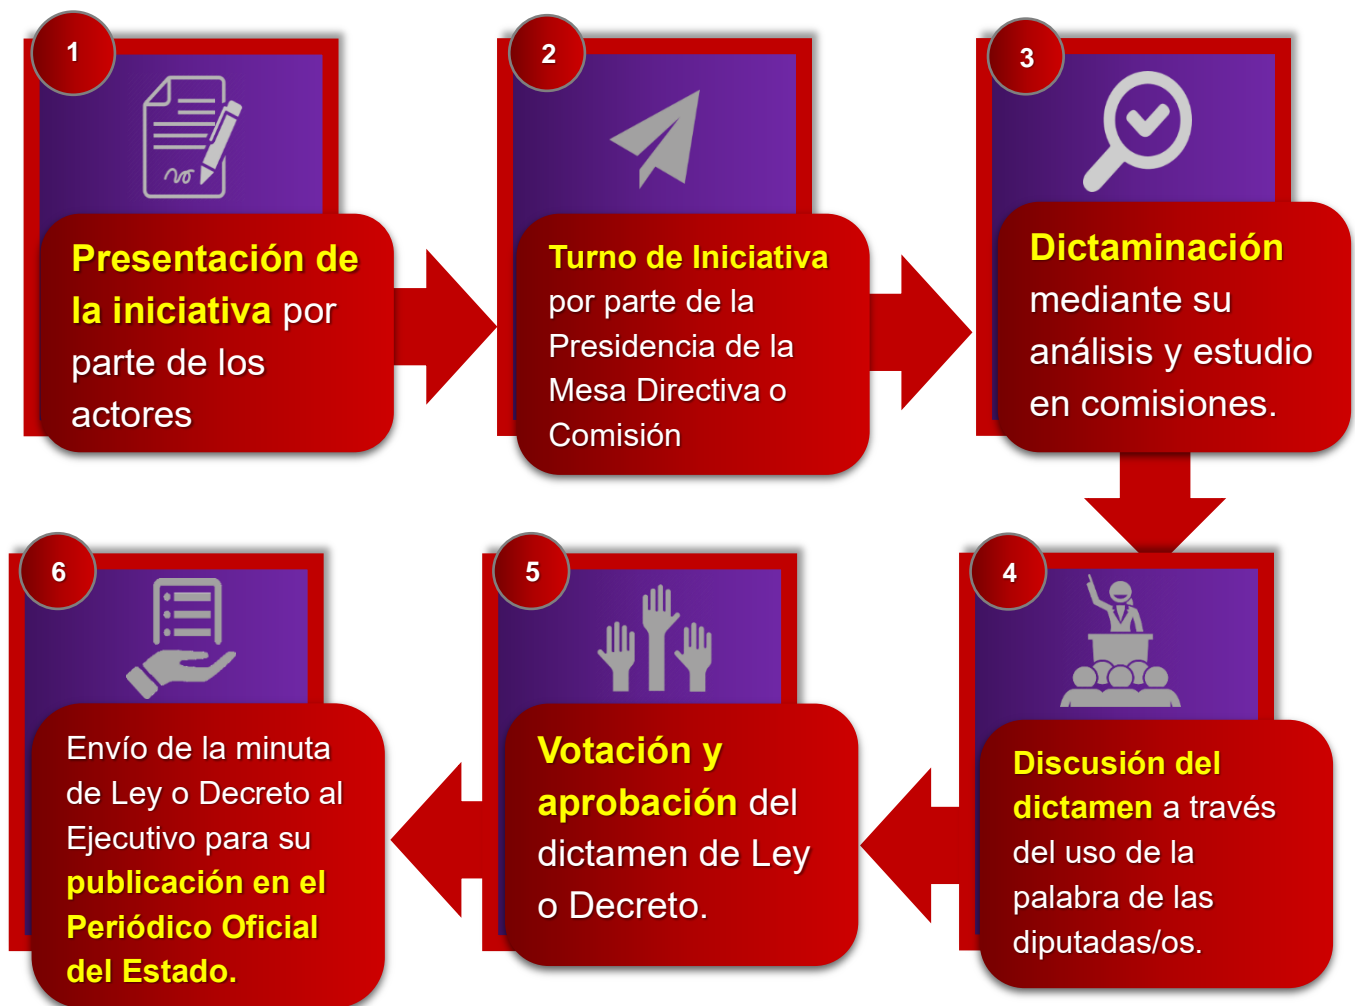 1
Presentación de
la iniciativa por
parte de los
actores
2
Turno de Iniciativa
por parte de la
Presidencia de la
Mesa Directiva o
Comisión
3
Dictaminación
mediante su
análisis y estudio
en comisiones.
4
Discusión del
dictamen a través
del uso de la
palabra de las
diputadas/os.
5
Votación y
aprobación del
dictamen de Ley
o Decreto.
6
Envío de la minuta
de Ley o Decreto al
Ejecutivo para su
publicación en el
Periódico Oficial
del Estado.